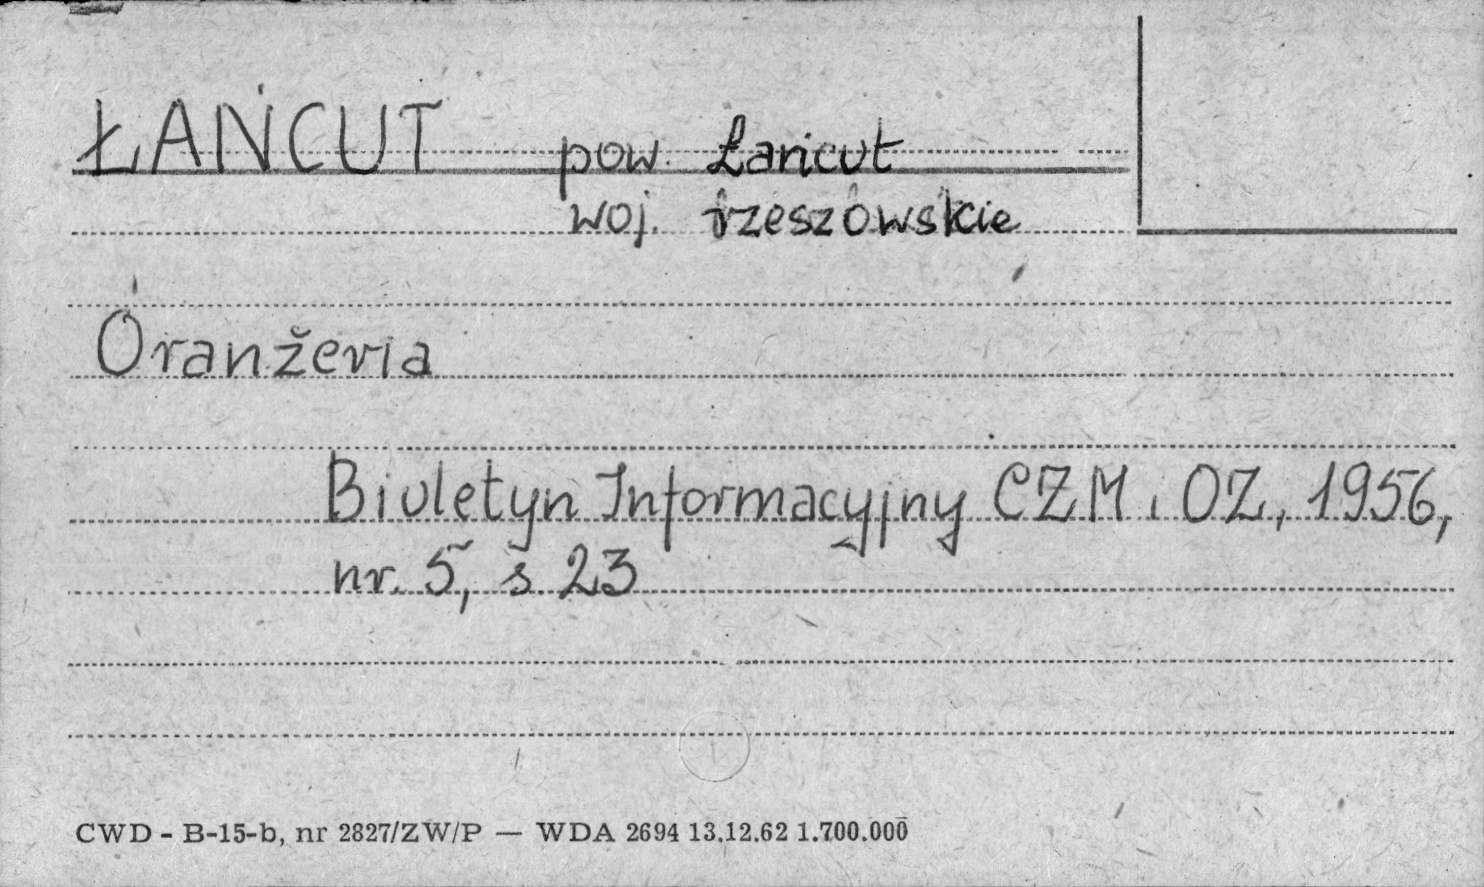 ŁAŃCUT pow. Łańcut
woj. rzeszowskie
Oranżeria
Biuletyn Informacyjny CZM i OZ, 1956,
nr. 5, s. 23
CWD - B-15-b, nr 2827/ZW/P — WDA 2694 13.12.62 1.700.000